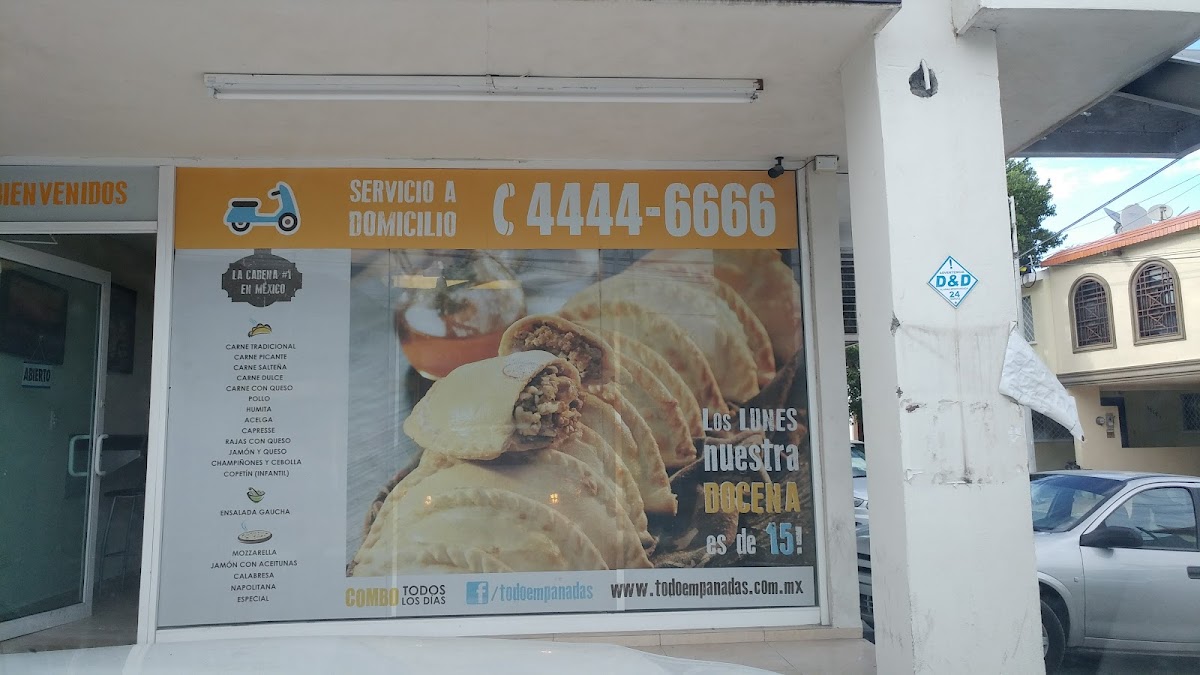 BIENVENIDOS
ABIERTO
SERVICIO A
DOMICILIO
4444-6666
LA CADENA #1
EN MÉXICO
CARNE TRADICIONAL
CARNE PICANTE
CARNE SALTEÑA
CARNE DULCE
CARNE CON QUESO
POLLO
HUMITA
ACELGA
CAPRESSE
RAJAS CON QUESO
JAMÓN Y QUESO
CHAMPIÑONES Y CEBOLLA
COPETÍN (INFANTIL)
ENSALADA GAUCHA
MOZZARELLA
JAMÓN CON ACEITUNAS
CALABRESA
NAPOLITANA
ESPECIAL
Los LUNES
nuestra
DOCENA
es de 15!
COMBO TODOS
LOS DÍAS
f /todoempanadas
www.todoempanadas.com.mx
1
D&D
24